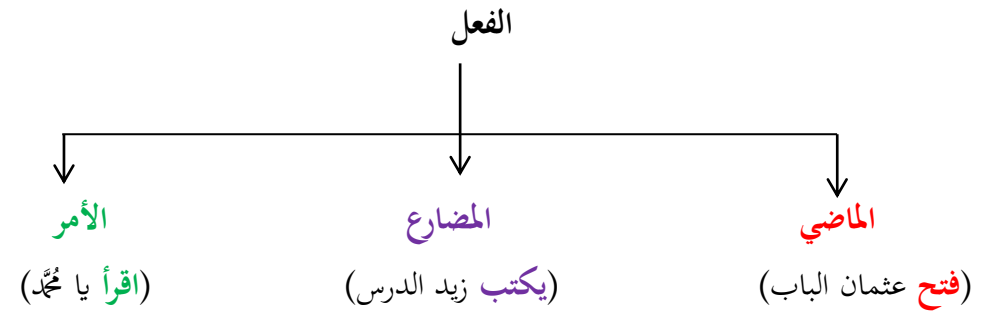 الفعل
الماضي
المضارع
الأمر
(فتح عثمان الباب)
(يكتب زيد الدرس)
(اقرأ يا مُحَمَّد)